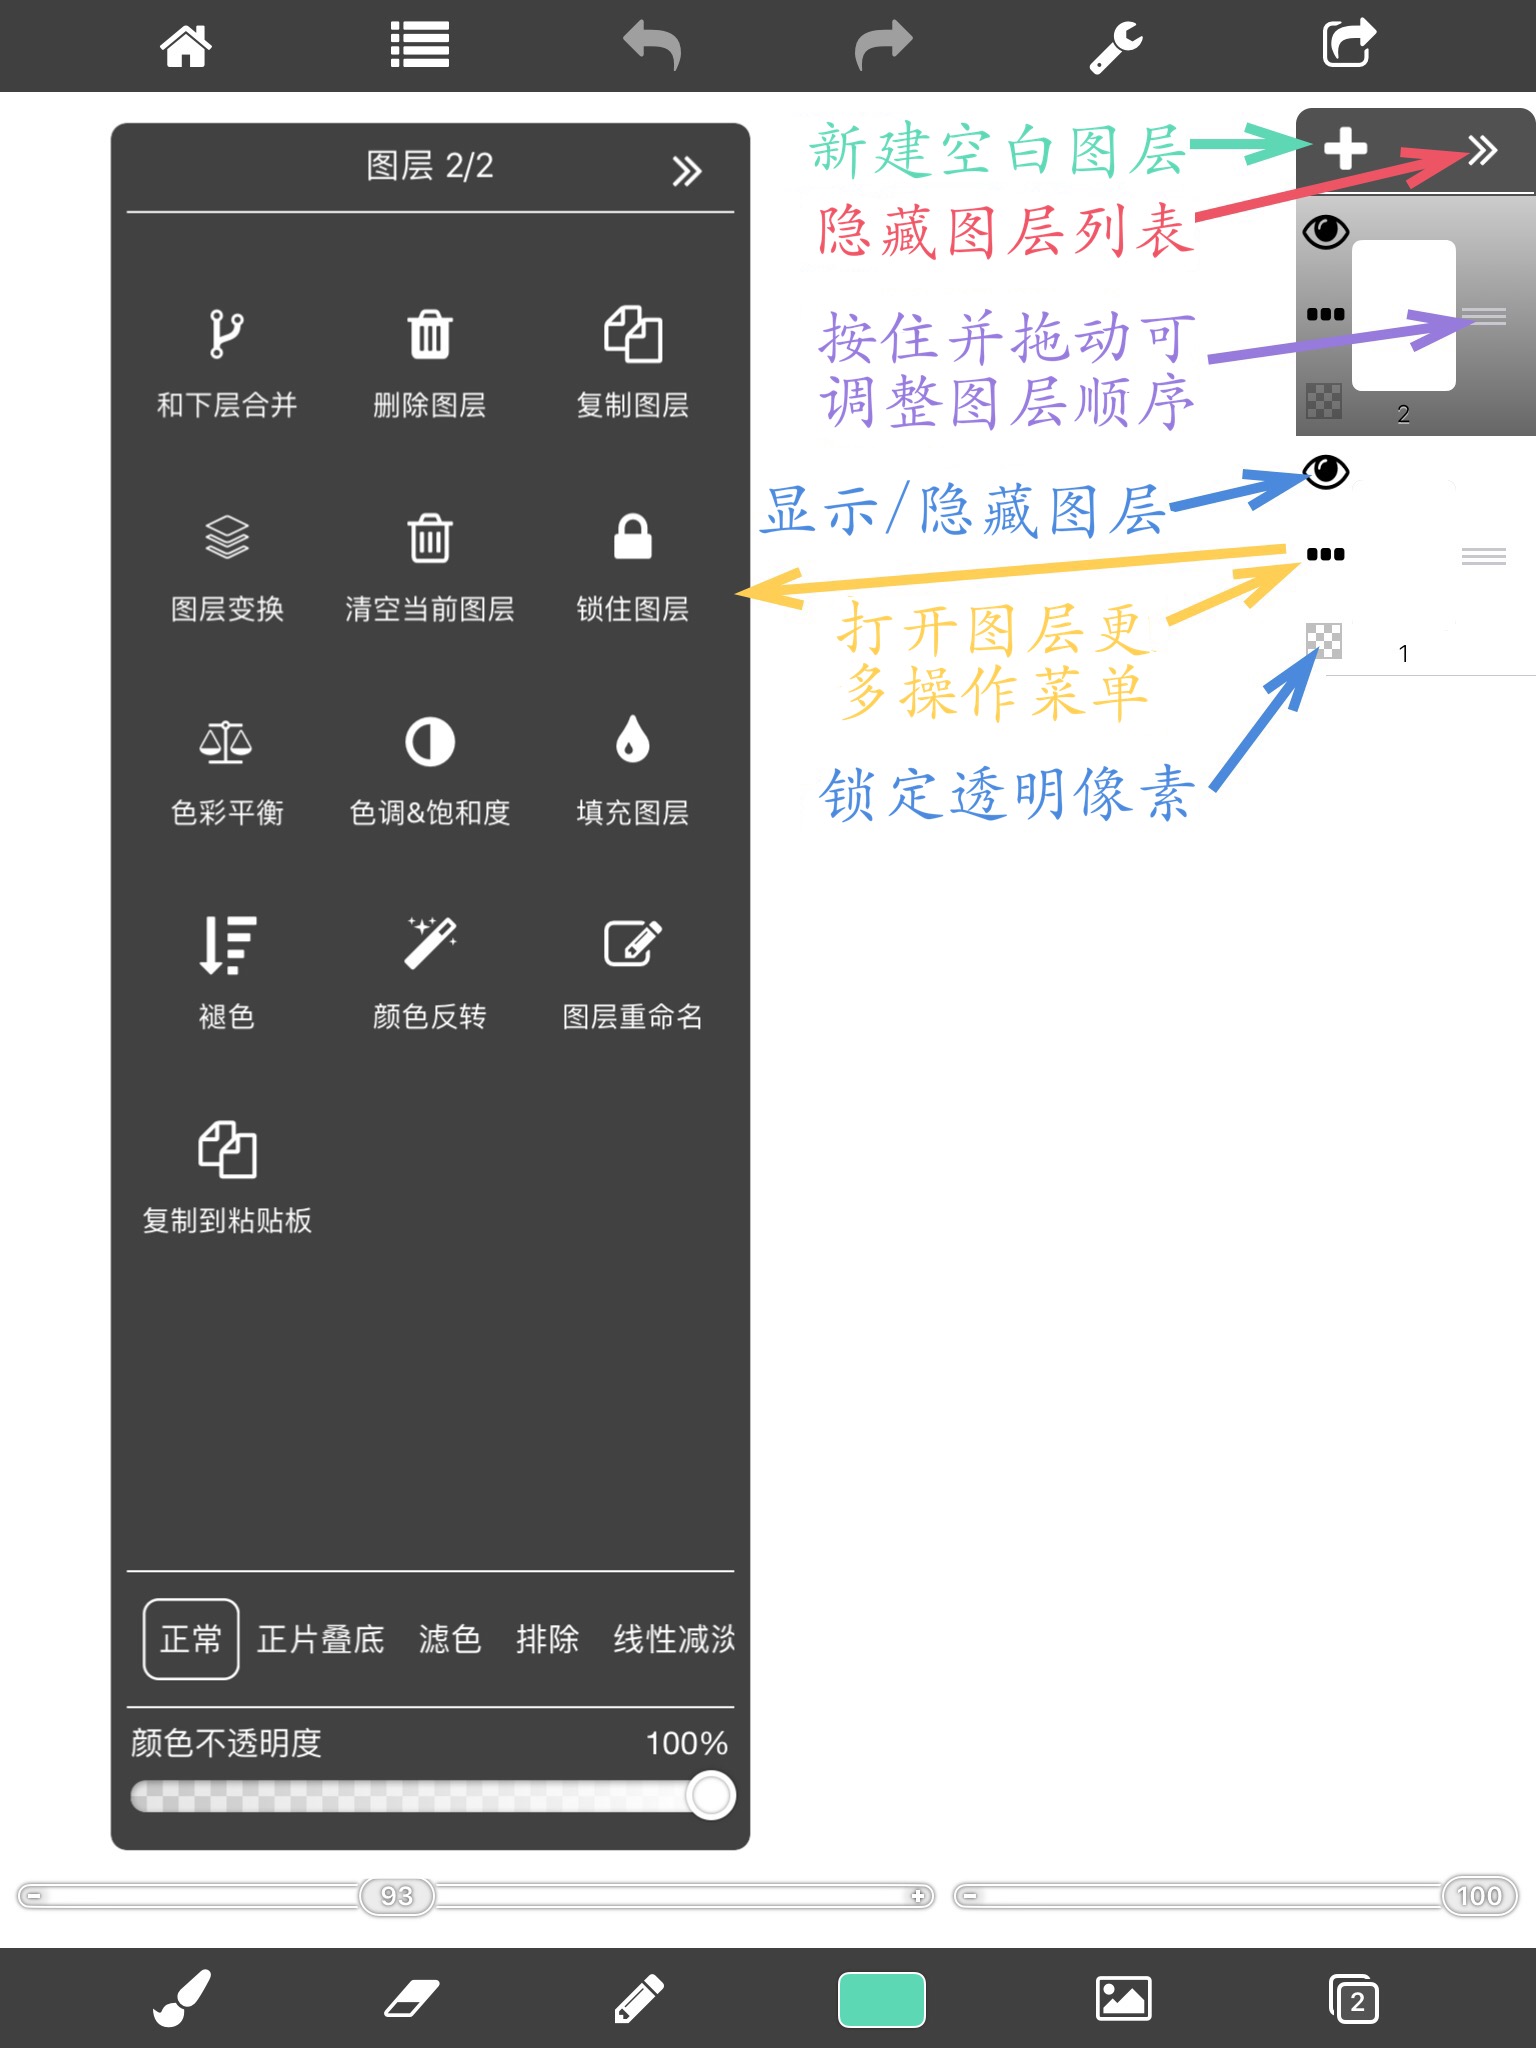 图层 2/2
和下层合并
删除图层
复制图层
图层变换
清空当前图层
锁住图层
色彩平衡
色调&饱和度
填充图层
褪色
颜色反转
图层重命名
复制到粘贴板
正常
正片叠底
滤色
排除
线性减淡
颜色不透明度
100%
新建空白图层
隐藏图层列表
按住并拖动可
调整图层顺序
显示/隐藏图层
打开图层更
多操作菜单
锁定透明像素
2
1
93
100
2